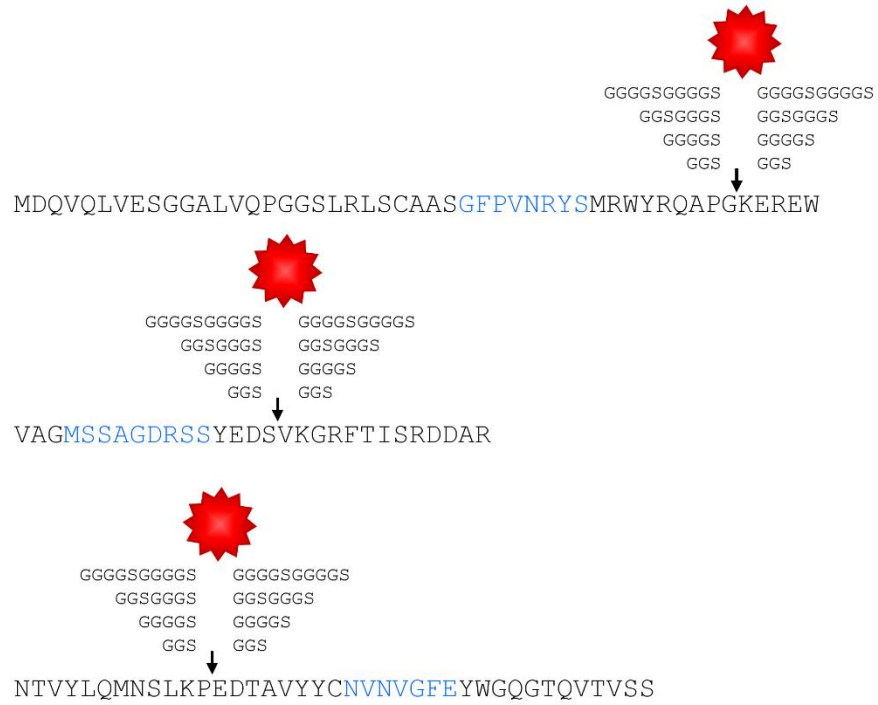 GGGGSGGGGS GGGGSGGGGS
GGSGGGS GGSGGGS
GGGGS GGGGS
GGS GGS
MDQVQLVESGGALVQPGGSLRLSCAASGFPVNRYSMRWYRQAPGKEREW
GGGGSGGGGS GGGGSGGGGS
GGSGGGS GGSGGGS
GGGGS GGGGS
GGS GGS
VAGMSSAGDRSSYEDSVKGRFTISRDDAR
GGGGSGGGGS GGGGSGGGGS
GGSGGGS GGSGGGS
GGGGS GGGGS
GGS GGS
NTVYLQMNSLKPEDTAVYYCNVNVGFEYWGQGTQVTVSS